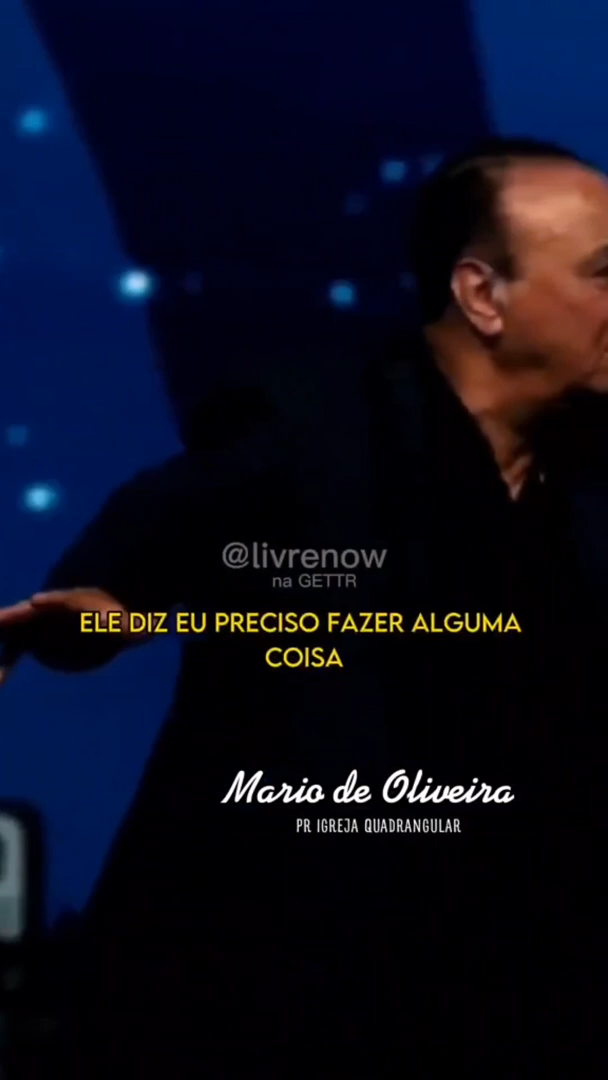 @livrenow
na GETTR
ELE DIZ EU PRECISO FAZER ALGUMA
COISA
Mario de Oliveira
PR IGREJA QUADRANGULAR